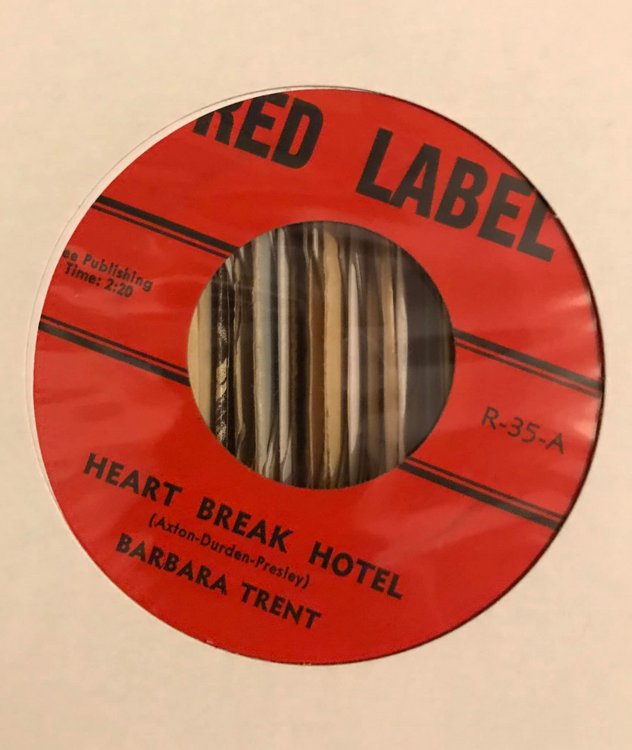 RED LABEL
Publishing
Time: 2:20
R-35-A
HEART BREAK HOTEL
(Axton-Durden-Presley)
BARBARA TRENT